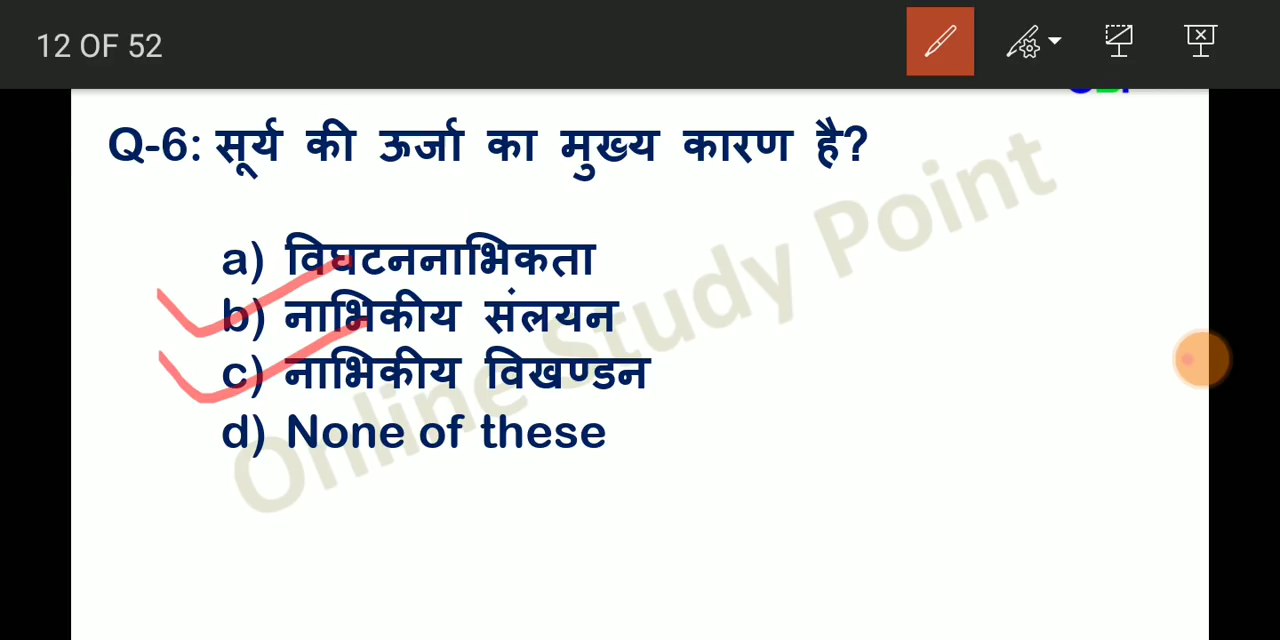 12 OF 52
Q-6: सूर्य की ऊर्जा का मुख्य कारण है?
a) विघटननाभिकता
b) नाभिकीय संलयन
c) नाभिकीय विखण्डन
d) None of these
Online Study Point